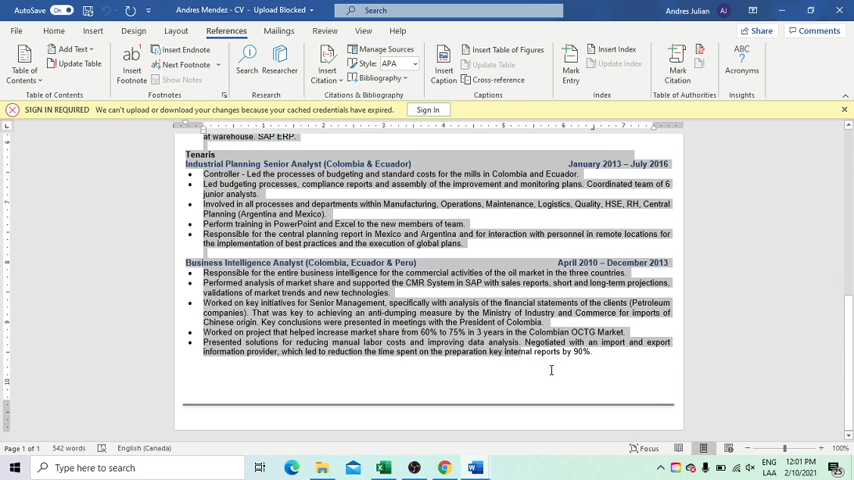 AutoSave On
Andres Mendez - CV - Upload Blocked
Search
Andres Julian AJ
File Home Insert Design Layout References Mailings Review View Help Share Comments
Table of Contents
Add Text
Update Table
Table of Contents
Insert Footnote
Insert Endnote
Next Footnote
Show Notes
Footnotes
Search
Researcher
Research
Insert Citation
Manage Sources
Style: APA
Bibliography
Citations & Bibliography
Insert Caption
Insert Table of Figures
Update Table
Cross-reference
Captions
Mark Entry
Insert Index
Update Index
Index
Mark Citation
Table of Authorities
Acronyms
Insights
SIGN IN REQUIRED We can't upload or download your changes because your cached credentials have expired. Sign In
at warehouse. SAP ERP.
Tenaris
Industrial Planning Senior Analyst (Colombia & Ecuador) January 2013 – July 2016
• Controller - Led the processes of budgeting and standard costs for the mills in Colombia and Ecuador.
• Led budgeting processes, compliance reports and assembly of the improvement and monitoring plans. Coordinated team of 6
junior analysts.
• Involved in all processes and departments within Manufacturing, Operations, Maintenance, Logistics, Quality, HSE, RH, Central
Planning (Argentina and Mexico).
• Perform training in PowerPoint and Excel to the new members of team.
• Responsible for the central planning report in Mexico and Argentina and for interaction with personnel in remote locations for
the implementation of best practices and the execution of global plans.
Business Intelligence Analyst (Colombia, Ecuador & Peru) April 2010 – December 2013
• Responsible for the entire business intelligence for the commercial activities of the oil market in the three countries.
• Performed analysis of market share and supported the CMR System in SAP with sales reports, short and long-term projections,
validations of market trends and new technologies.
• Worked on key initiatives for Senior Management, specifically with analysis of the financial statements of the clients (Petroleum
companies). That was key to achieving an anti-dumping measure by the Ministry of Industry and Commerce for imports of
Chinese origin. Key conclusions were presented in meetings with the President of Colombia.
• Worked on project that helped increase market share from 60% to 75% in 3 years in the Colombian OCTG Market.
• Presented solutions for reducing manual labor costs and improving data analysis. Negotiated with an import and export
information provider, which led to reduction the time spent on the preparation key internal reports by 90%.
Page 1 of 1 542 words English (Canada) Focus 100%
Type here to search
ENG
LAA
12:01 PM
2/10/2021
25